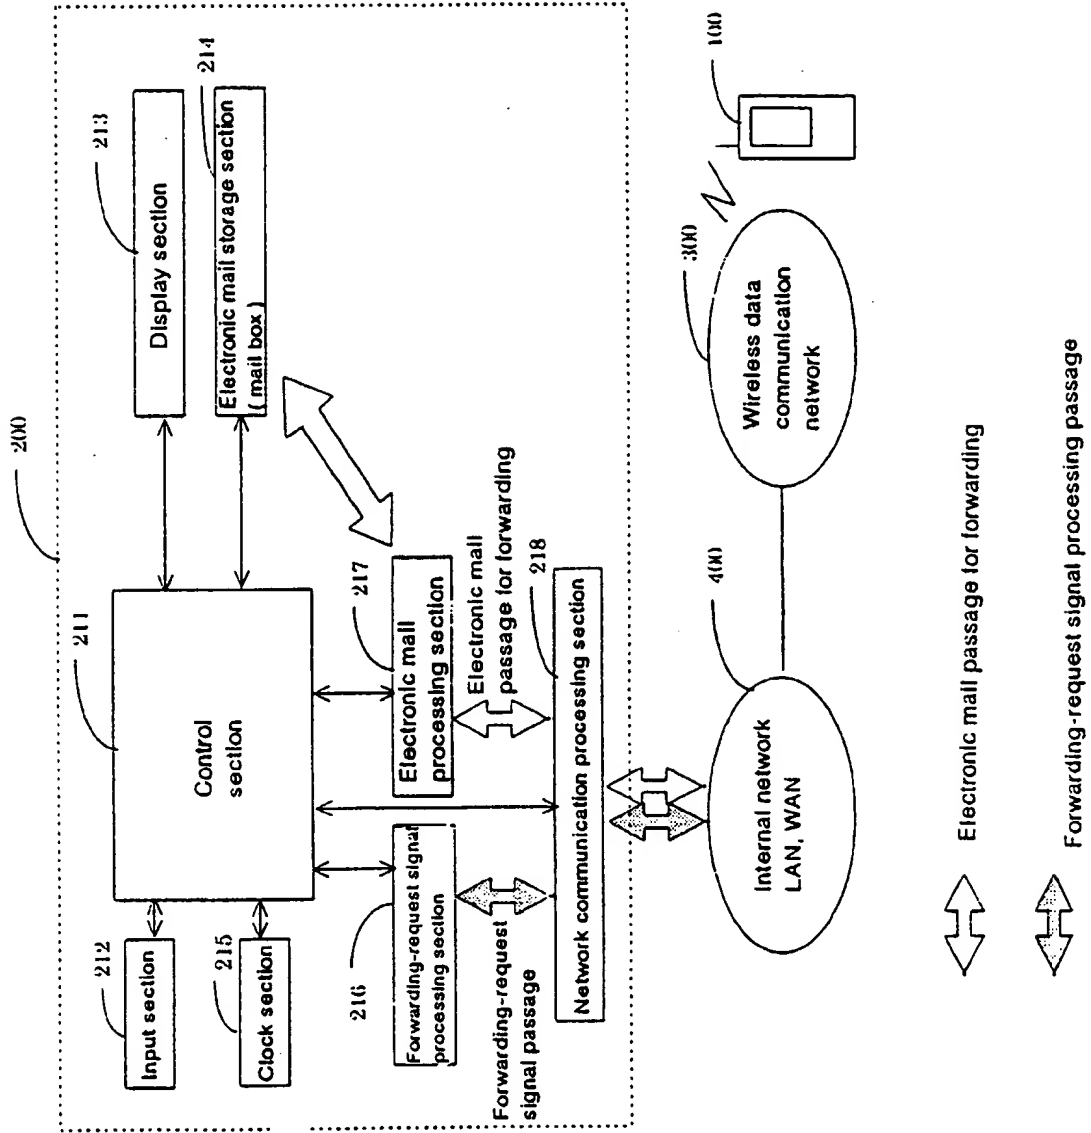 200
211
Control
section
212
Input section
215
Clock section
213
Display section
214
Electronic mail storage section
( mail box )
216
Forwarding-request signal
processing section
217
Electronic mail
processing section
Forwarding-request
signal passage
Electronic mail
passage for forwarding
218
Network communication processing section
400
Internal network
LAN, WAN
300
Wireless data
communication
network
100
Electronic mail passage for forwarding
Forwarding-request signal processing passage